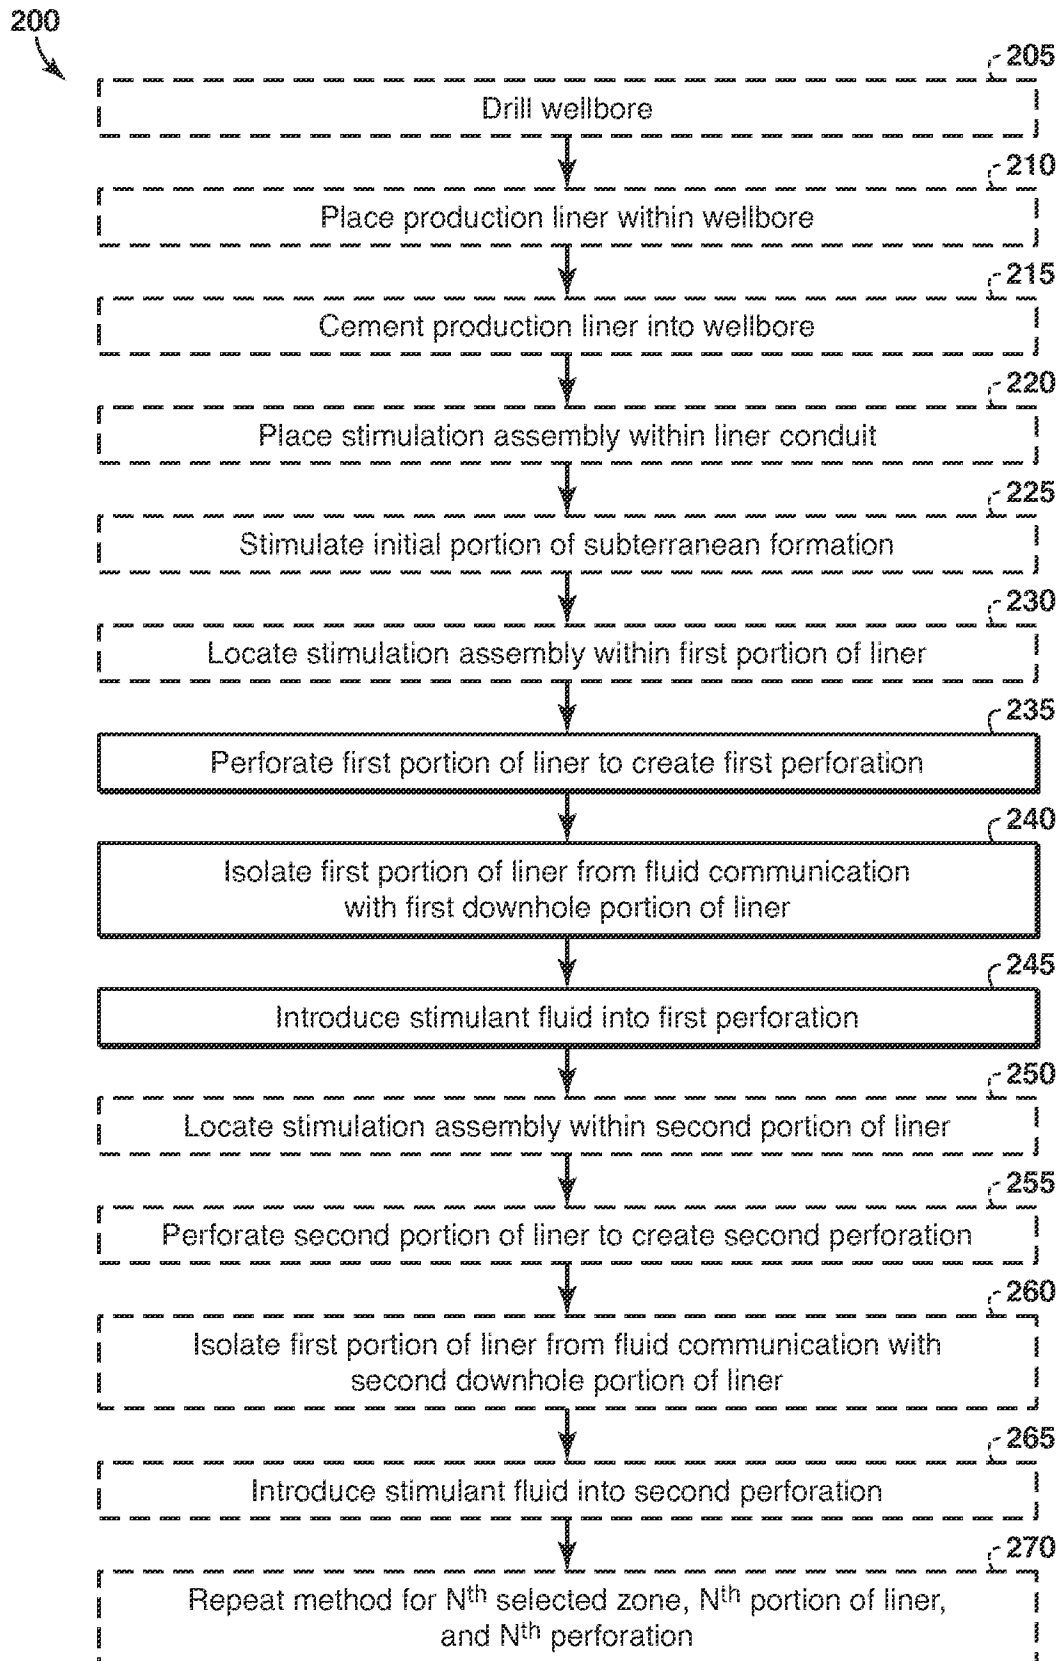 200
205
Drill wellbore
210
Place production liner within wellbore
215
Cement production liner into wellbore
220
Place stimulation assembly within liner conduit
225
Stimulate initial portion of subterranean formation
230
Locate stimulation assembly within first portion of liner
235
Perforate first portion of liner to create first perforation
240
Isolate first portion of liner from fluid communication
with first downhole portion of liner
245
Introduce stimulant fluid into first perforation
250
Locate stimulation assembly within second portion of liner
255
Perforate second portion of liner to create second perforation
260
Isolate first portion of liner from fluid communication with
second downhole portion of liner
265
Introduce stimulant fluid into second perforation
270
Repeat method for Nth selected zone, Nth portion of liner,
and Nth perforation